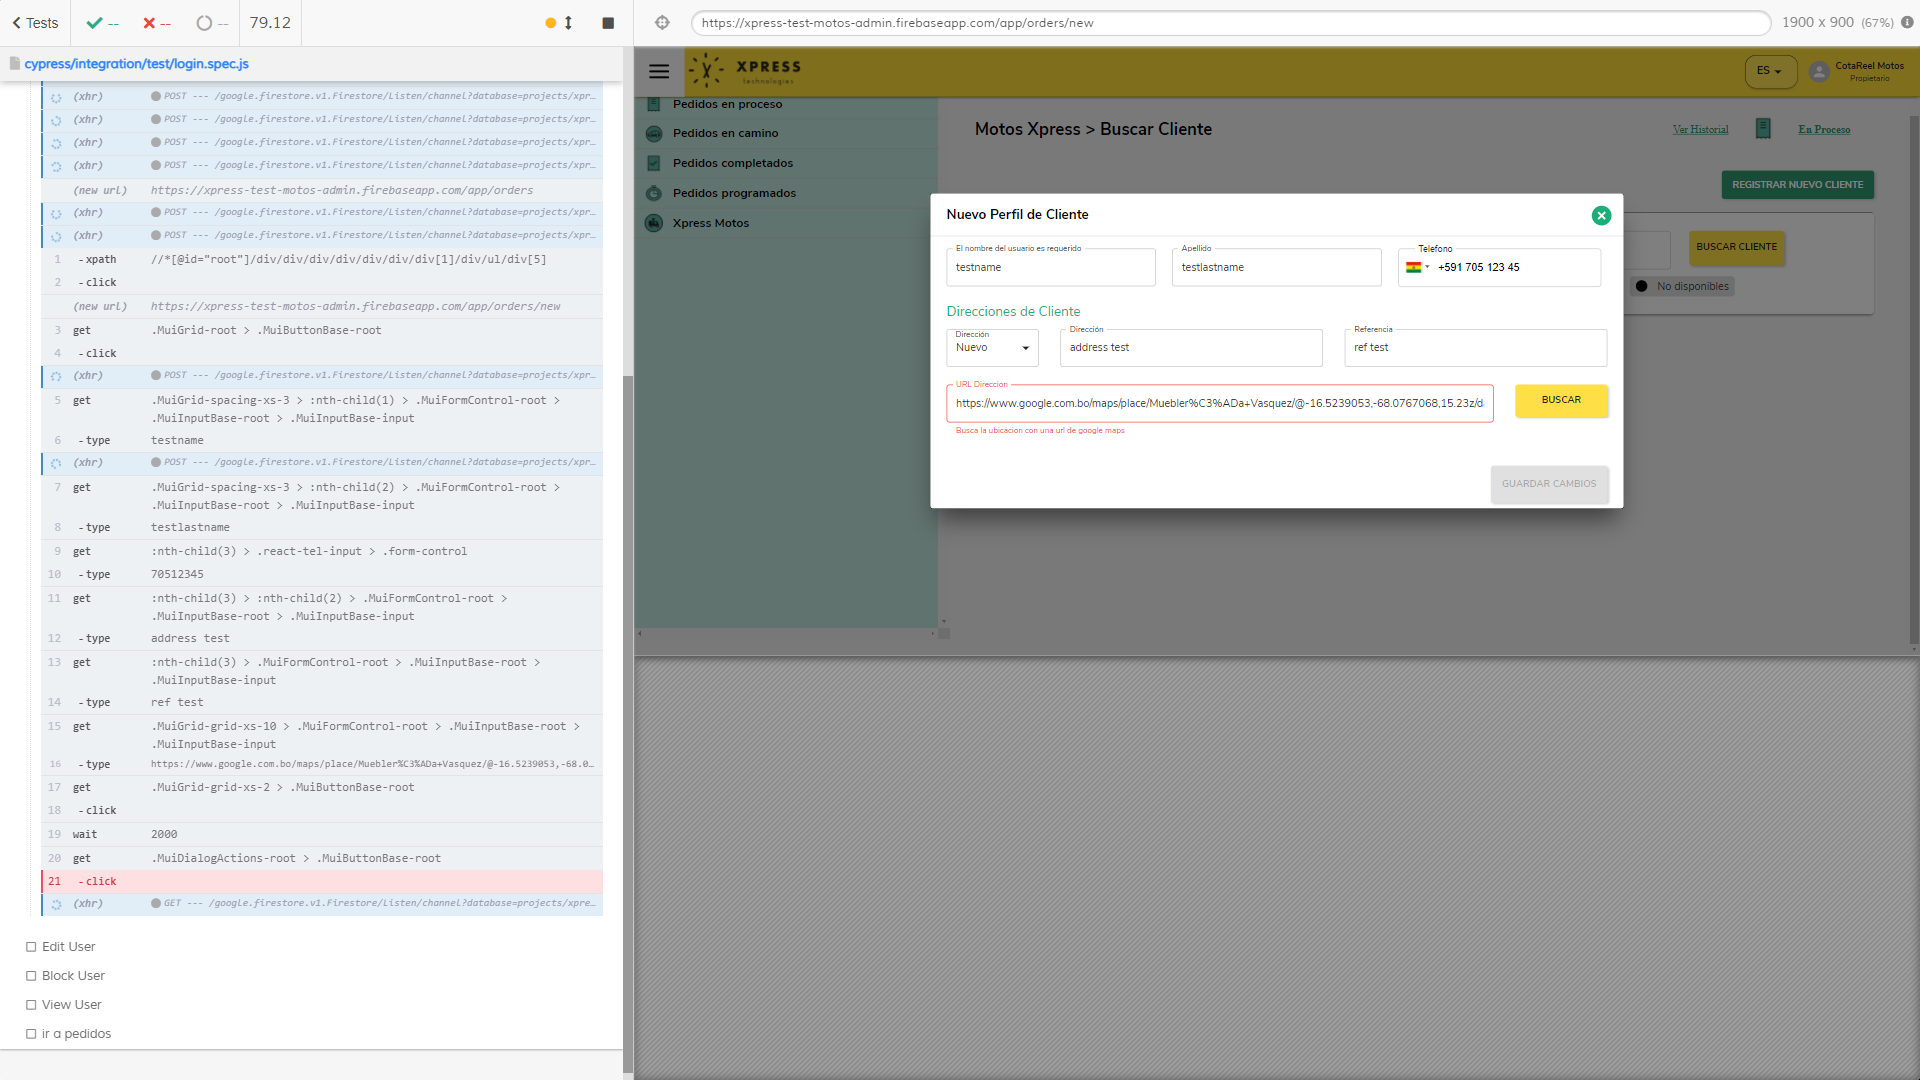 Tests
--
--
--
79.12
https://xpress-test-motos-admin.firebaseapp.com/app/orders/new
1900 x 900 (67%)
cypress/integration/test/login.spec.js
(xhr) POST --- /google.firestore.v1.Firestore/Listen/channel?database=projects/xpr...
(xhr) POST --- /google.firestore.v1.Firestore/Listen/channel?database=projects/xpr...
(xhr) POST --- /google.firestore.v1.Firestore/Listen/channel?database=projects/xpr...
(xhr) POST --- /google.firestore.v1.Firestore/Listen/channel?database=projects/xpr...
(new url) https://xpress-test-motos-admin.firebaseapp.com/app/orders
(xhr) POST --- /google.firestore.v1.Firestore/Listen/channel?database=projects/xpr...
(xhr) POST --- /google.firestore.v1.Firestore/Listen/channel?database=projects/xpr...
1 -xpath //*[@id="root"]/div/div/div/div/div/div/div[1]/div/ul/div[5]
2 -click
(new url) https://xpress-test-motos-admin.firebaseapp.com/app/orders/new
3 get .MuiGrid-root > .MuiButtonBase-root
4 -click
(xhr) POST --- /google.firestore.v1.Firestore/Listen/channel?database=projects/xpr...
5 get .MuiGrid-spacing-xs-3 > :nth-child(1) > .MuiFormControl-root >
.MuiInputBase-root > .MuiInputBase-input
6 -type testname
(xhr) POST --- /google.firestore.v1.Firestore/Listen/channel?database=projects/xpr...
7 get .MuiGrid-spacing-xs-3 > :nth-child(2) > .MuiFormControl-root >
.MuiInputBase-root > .MuiInputBase-input
8 -type testlastname
9 get :nth-child(3) > .react-tel-input > .form-control
10 -type 70512345
11 get :nth-child(3) > :nth-child(2) > .MuiFormControl-root >
.MuiInputBase-root > .MuiInputBase-input
12 -type address test
13 get :nth-child(3) > .MuiFormControl-root > .MuiInputBase-root >
.MuiInputBase-input
14 -type ref test
15 get .MuiGrid-grid-xs-10 > .MuiFormControl-root > .MuiInputBase-root >
.MuiInputBase-input
16 -type https://www.google.com.bo/maps/place/Muebler%C3%ADa+Vasquez/@-16.5239053,-68.0...
17 get .MuiGrid-grid-xs-2 > .MuiButtonBase-root
18 -click
19 wait 2000
20 get .MuiDialogActions-root > .MuiButtonBase-root
21 -click
(xhr) GET --- /google.firestore.v1.Firestore/Listen/channel?database=projects/xpre...
Edit User
Block User
View User
ir a pedidos
XPRESS
technologies
ES
CotaReel Motos
Propietario
Pedidos en proceso
Pedidos en camino
Pedidos completados
Pedidos programados
Xpress Motos
Motos Xpress > Buscar Cliente
Ver Historial
En Proceso
REGISTRAR NUEVO CLIENTE
BUSCAR CLIENTE
No disponibles
Nuevo Perfil de Cliente
El nombre del usuario es requerido
testname
Apellido
testlastname
Telefono
+591 705 123 45
Direcciones de Cliente
Dirección
Nuevo
Dirección
address test
Referencia
ref test
URL Direccion
https://www.google.com.bo/maps/place/Muebler%C3%ADa+Vasquez/@-16.5239053,-68.0767068,15.23z/d
Busca la ubicacion con una url de google maps
BUSCAR
GUARDAR CAMBIOS